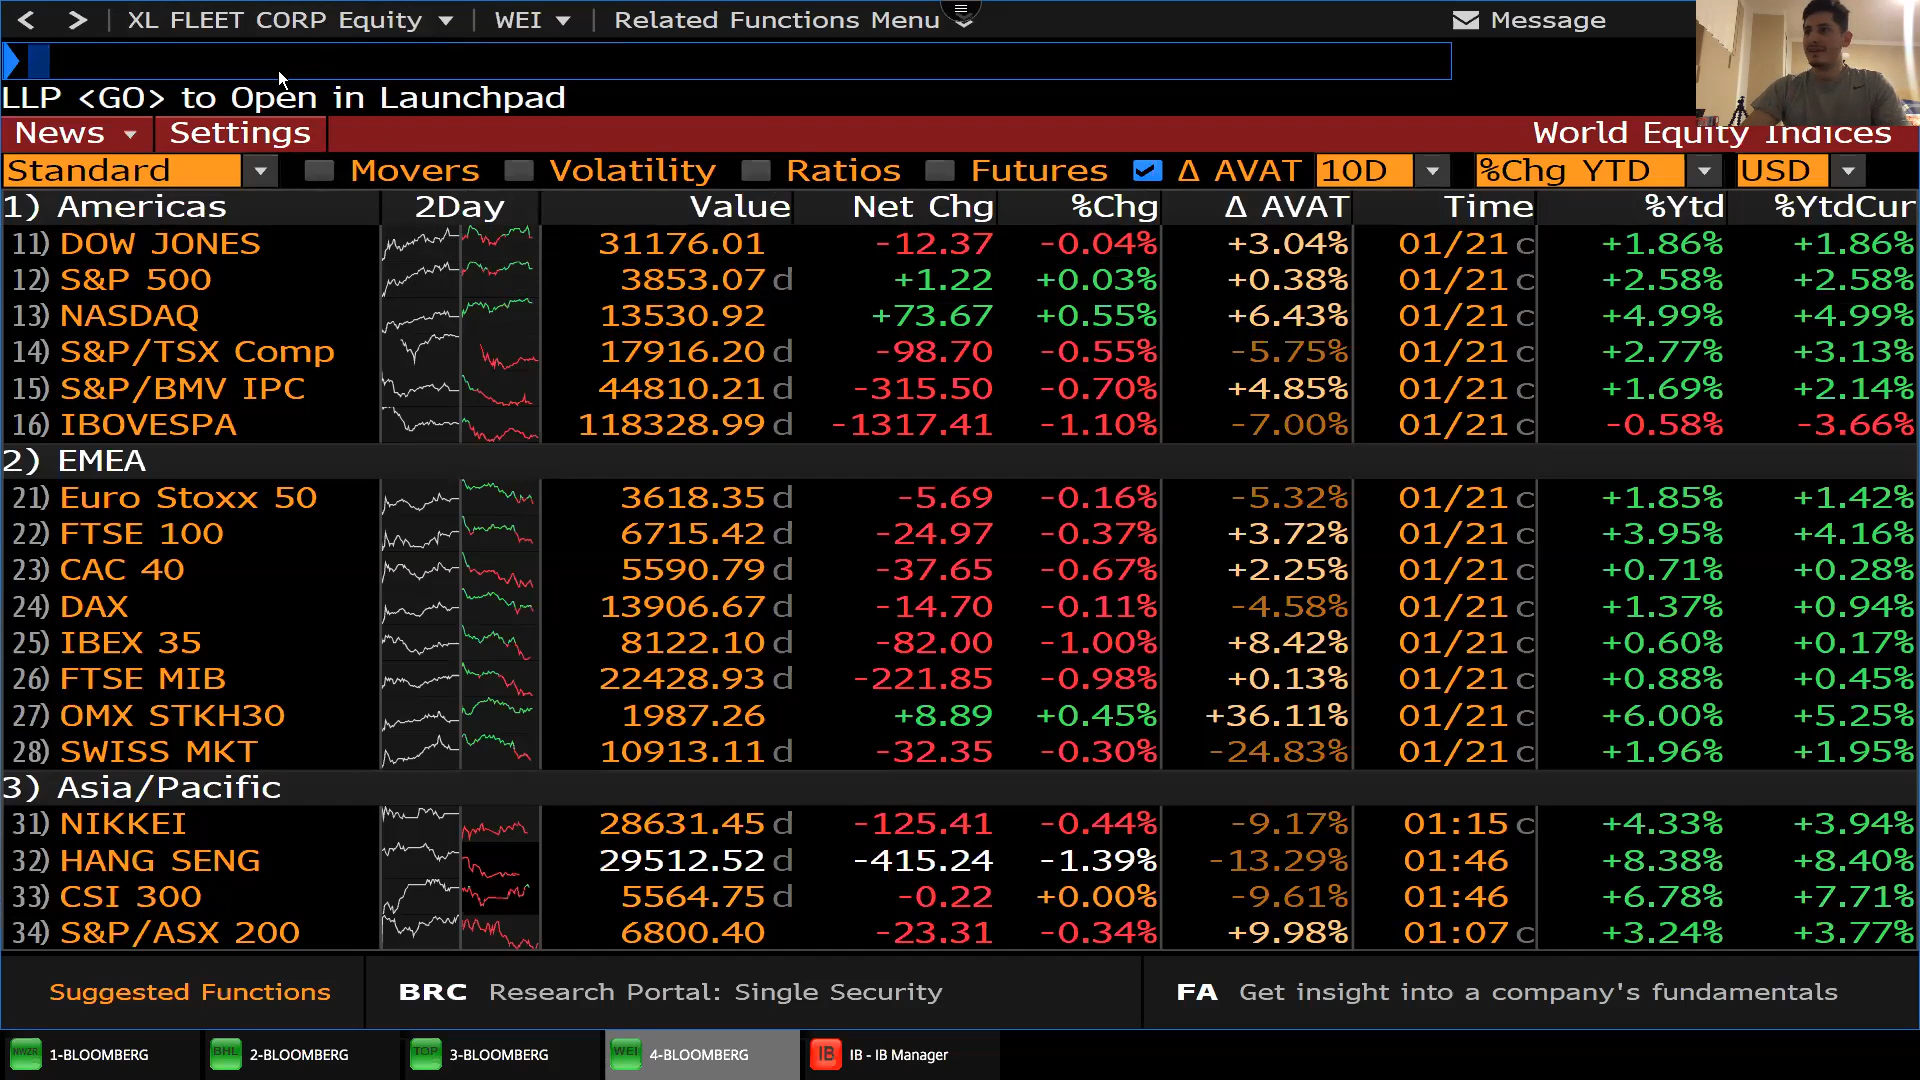 XL FLEET CORP Equity WEI Related Functions Menu Message
LLP <GO> to Open in Launchpad
News Settings World Equity Indices
Standard Movers Volatility Ratios Futures Δ AVAT 10D %Chg YTD USD
1) Americas 2Day Value Net Chg %Chg Δ AVAT Time %Ytd %YtdCur
11) DOW JONES 31176.01 -12.37 -0.04% +3.04% 01/21 c +1.86% +1.86%
12) S&P 500 3853.07 d +1.22 +0.03% +0.38% 01/21 c +2.58% +2.58%
13) NASDAQ 13530.92 +73.67 +0.55% +6.43% 01/21 c +4.99% +4.99%
14) S&P/TSX Comp 17916.20 d -98.70 -0.55% -5.75% 01/21 c +2.77% +3.13%
15) S&P/BMV IPC 44810.21 d -315.50 -0.70% +4.85% 01/21 c +1.69% +2.14%
16) IBOVESPA 118328.99 d -1317.41 -1.10% -7.00% 01/21 c -0.58% -3.66%
2) EMEA
21) Euro Stoxx 50 3618.35 d -5.69 -0.16% -5.32% 01/21 c +1.85% +1.42%
22) FTSE 100 6715.42 d -24.97 -0.37% +3.72% 01/21 c +3.95% +4.16%
23) CAC 40 5590.79 d -37.65 -0.67% +2.25% 01/21 c +0.71% +0.28%
24) DAX 13906.67 d -14.70 -0.11% -4.58% 01/21 c +1.37% +0.94%
25) IBEX 35 8122.10 d -82.00 -1.00% +8.42% 01/21 c +0.60% +0.17%
26) FTSE MIB 22428.93 d -221.85 -0.98% +0.13% 01/21 c +0.88% +0.45%
27) OMX STKH30 1987.26 +8.89 +0.45% +36.11% 01/21 c +6.00% +5.25%
28) SWISS MKT 10913.11 d -32.35 -0.30% -24.83% 01/21 c +1.96% +1.95%
3) Asia/Pacific
31) NIKKEI 28631.45 d -125.41 -0.44% -9.17% 01:15 c +4.33% +3.94%
32) HANG SENG 29512.52 d -415.24 -1.39% -13.29% 01:46 +8.38% +8.40%
33) CSI 300 5564.75 d -0.22 +0.00% -9.61% 01:46 +6.78% +7.71%
34) S&P/ASX 200 6800.40 -23.31 -0.34% +9.98% 01:07 c +3.24% +3.77%
Suggested Functions BRC Research Portal: Single Security FA Get insight into a company's fundamentals
NWZR 1-BLOOMBERG BHL 2-BLOOMBERG TOP 3-BLOOMBERG WEI 4-BLOOMBERG IB IB - IB Manager